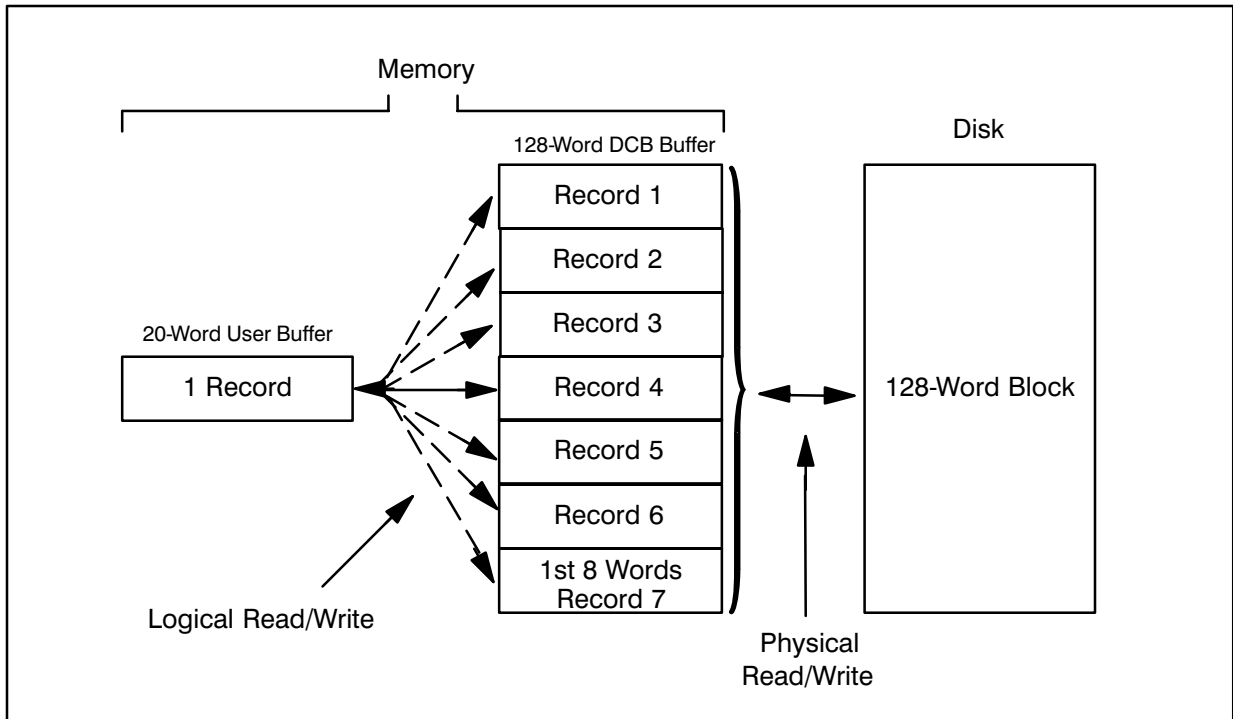 Memory
Disk
128-Word DCB Buffer
Record 1
Record 2
Record 3
20-Word User Buffer
1 Record
Record 4
128-Word Block
Record 5
Record 6
1st 8 Words
Record 7
Logical Read/Write
Physical
Read/Write